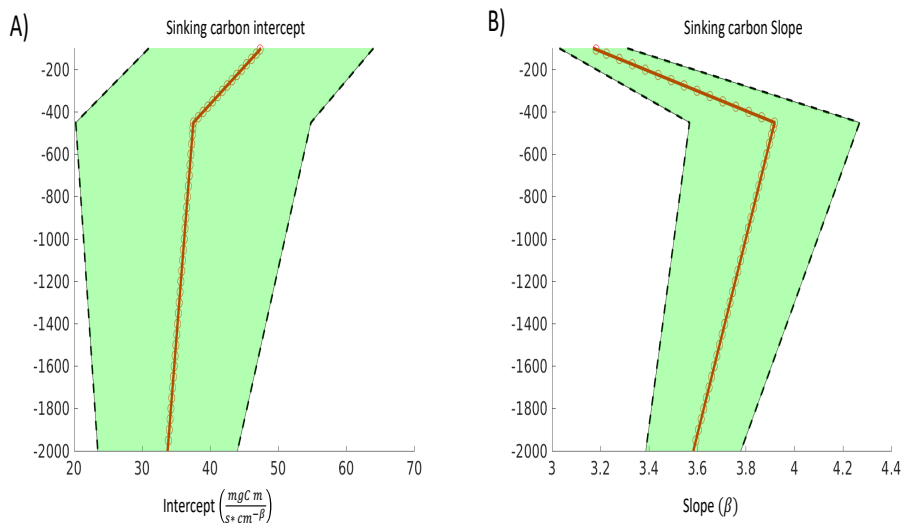 A)
Sinking carbon intercept
-200
-400
-600
-800
-1000
-1200
-1400
-1600
-1800
-2000
20 30 40 50 60 70
Intercept (mgC m / s* cm^{-β})
B)
Sinking carbon Slope
-200
-400
-600
-800
-1000
-1200
-1400
-1600
-1800
-2000
3 3.2 3.4 3.6 3.8 4 4.2 4.4
Slope (β)